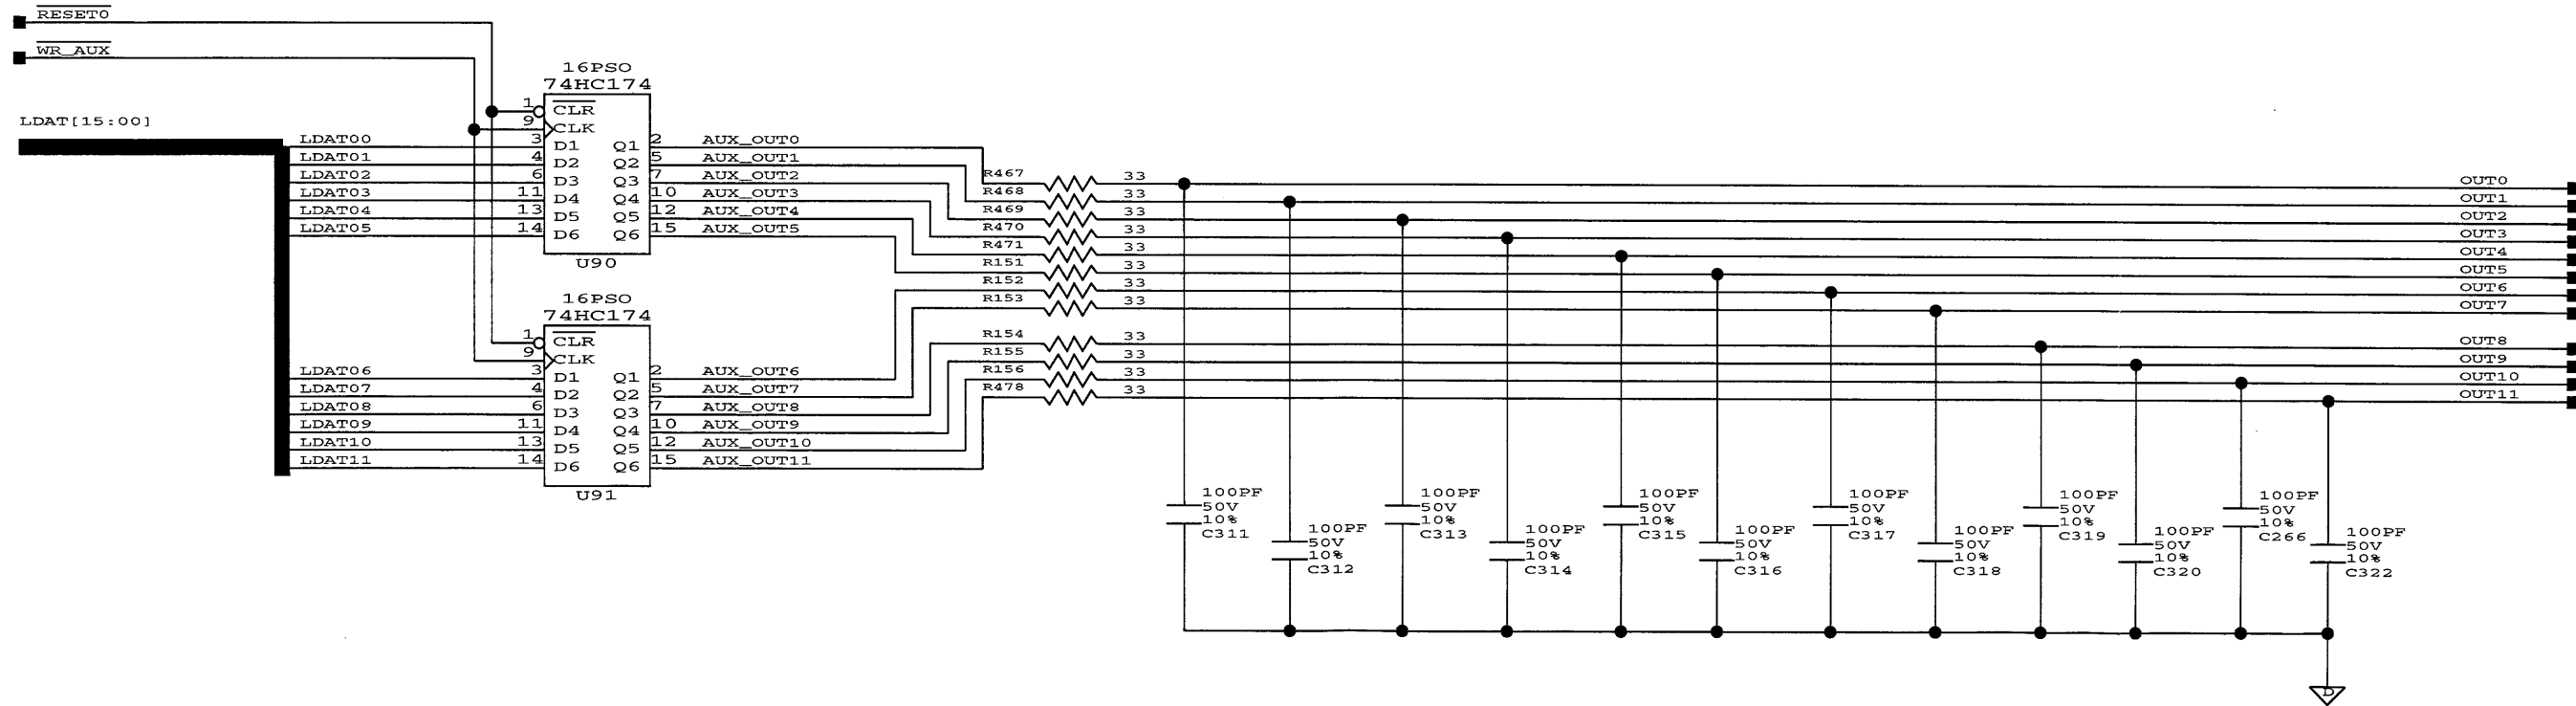 RESET0
WR_AUX
LDAT[15:00]
16PSO
74HC174
1 CLR
9 CLK
LDAT00 3 D1 Q1 2 AUX_OUT0
LDAT01 4 D2 Q2 5 AUX_OUT1
LDAT02 6 D3 Q3 7 AUX_OUT2
LDAT03 11 D4 Q4 10 AUX_OUT3
LDAT04 13 D5 Q5 12 AUX_OUT4
LDAT05 14 D6 Q6 15 AUX_OUT5
U90
16PSO
74HC174
1 CLR
9 CLK
LDAT06 3 D1 Q1 2 AUX_OUT6
LDAT07 4 D2 Q2 5 AUX_OUT7
LDAT08 6 D3 Q3 7 AUX_OUT8
LDAT09 11 D4 Q4 10 AUX_OUT9
LDAT10 13 D5 Q5 12 AUX_OUT10
LDAT11 14 D6 Q6 15 AUX_OUT11
U91
R467 33 OUT0
R468 33 OUT1
R469 33 OUT2
R470 33 OUT3
R471 33 OUT4
R151 33 OUT5
R152 33 OUT6
R153 33 OUT7
R154 33 OUT8
R155 33 OUT9
R156 33 OUT10
R478 33 OUT11
100PF
50V
10%
C311
100PF
50V
10%
C312
100PF
50V
10%
C313
100PF
50V
10%
C314
100PF
50V
10%
C315
100PF
50V
10%
C316
100PF
50V
10%
C317
100PF
50V
10%
C318
100PF
50V
10%
C319
100PF
50V
10%
C320
100PF
50V
10%
C266
100PF
50V
10%
C322
D